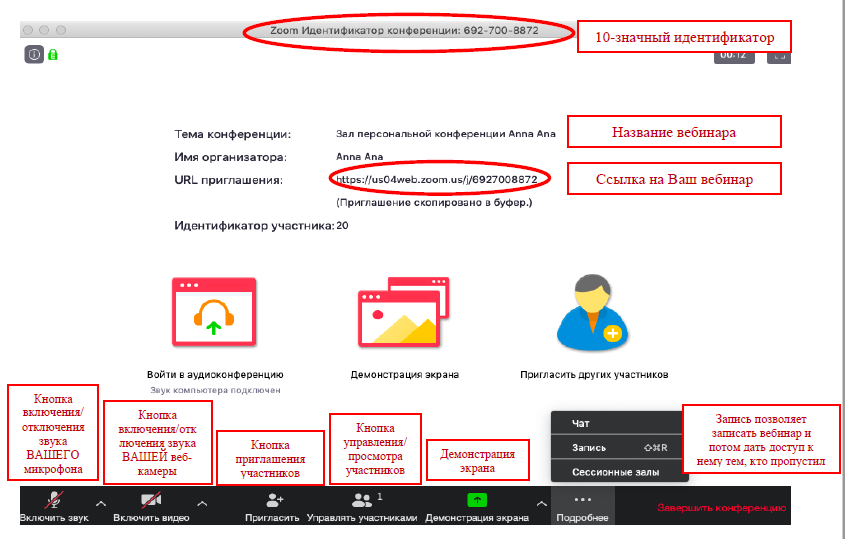 Zoom Идентификатор конференции: 692-700-8872
10-значный идентификатор
00:12
Тема конференции:
Зал персональной конференции Anna Ana
Название вебинара
Имя организатора:
Anna Ana
URL приглашения:
https://us04web.zoom.us/j/6927008872
Ссылка на Ваш вебинар
(Приглашение скопировано в буфер.)
Идентификатор участника: 20
Войти в аудиоконференцию
Звук компьютера подключен
Демонстрация экрана
Пригласить других участников
Кнопка
включения/
отключения
звука
ВАШЕГО
микрофона
Кнопка
включения/отк
лючения звука
ВАШЕЙ веб-
камеры
Кнопка
приглашения
участников
Кнопка
управления/
просмотра
участников
Демонстрация
экрана
Чат
Запись ⇧⌘R
Сессионные залы
Запись позволяет
записать вебинар и
потом дать доступ к
нему тем, кто пропустил
Включить звук
Включить видео
Пригласить
1
Управлять участниками
Демонстрация экрана
Подробнее
Завершить конференцию